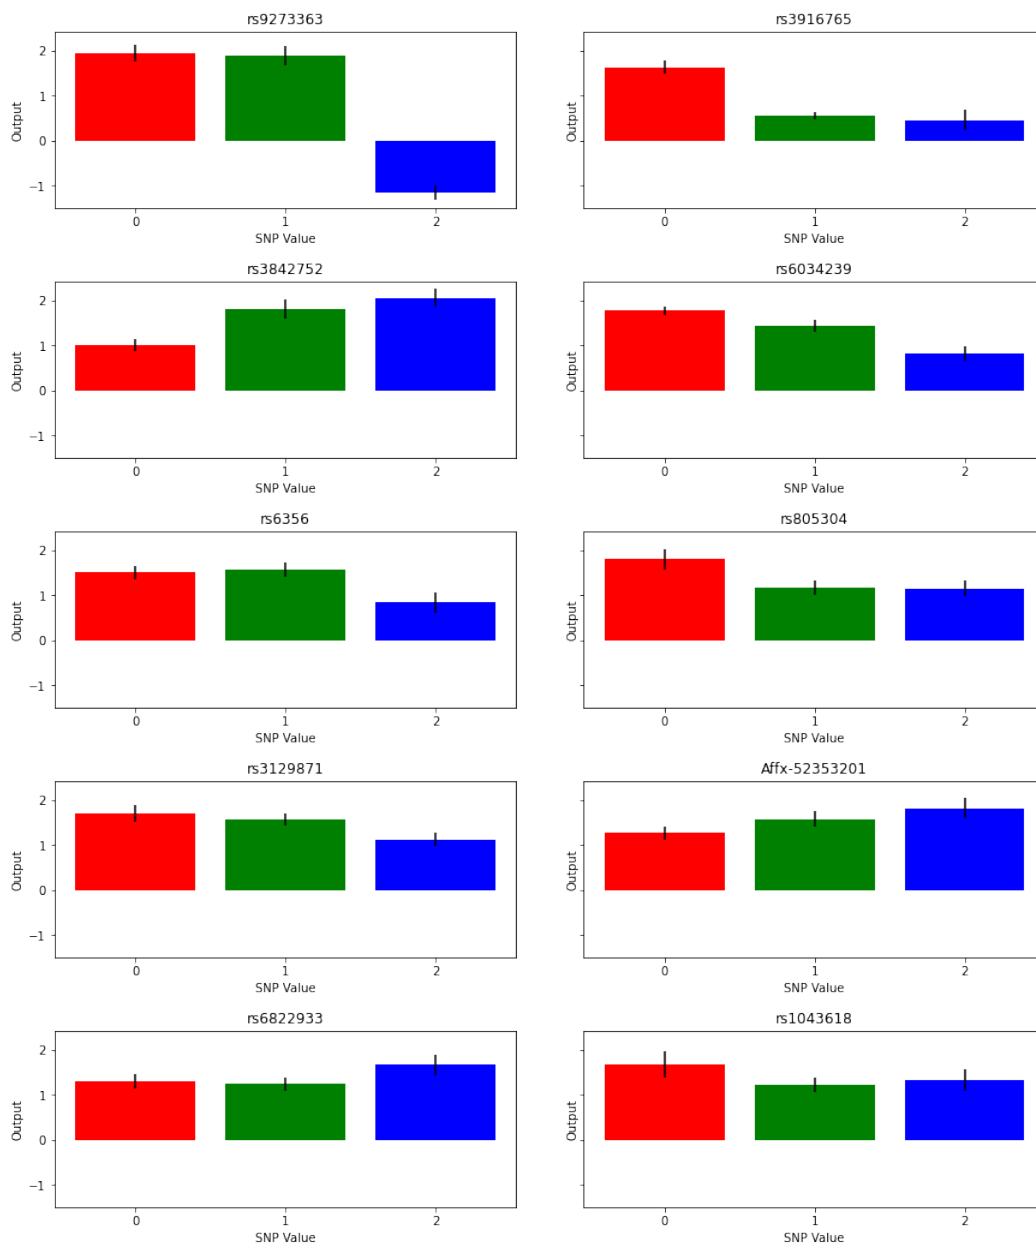 rs9273363
2
1
0
−1
Output
0 1 2
SNP Value
rs3916765
Output
0 1 2
SNP Value
rs3842752
2
1
0
−1
Output
0 1 2
SNP Value
rs6034239
Output
0 1 2
SNP Value
rs6356
2
1
0
−1
Output
0 1 2
SNP Value
rs805304
Output
0 1 2
SNP Value
rs3129871
2
1
0
−1
Output
0 1 2
SNP Value
Affx-52353201
Output
0 1 2
SNP Value
rs6822933
2
1
0
−1
Output
0 1 2
SNP Value
rs1043618
Output
0 1 2
SNP Value